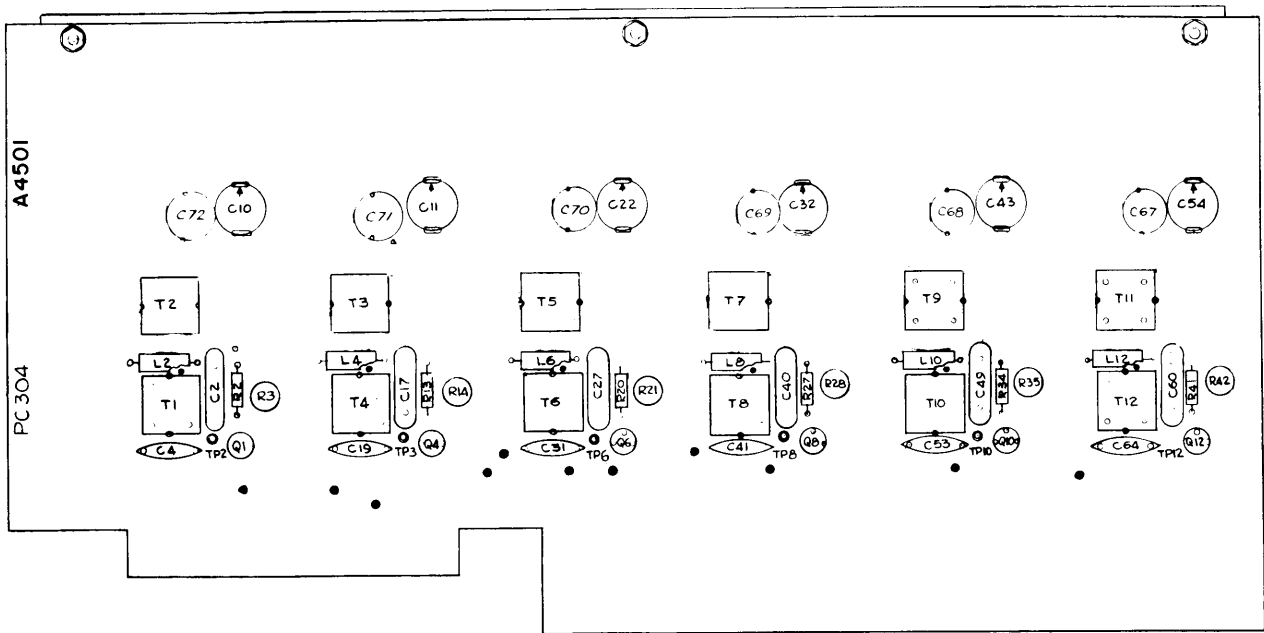 A4501
PC304
C72 C10 C71 C11 C70 C22 C69 C32 C68 C43 C67 C54
T2 T3 T5 T7 T9 T11
L2 L4 L6 L8 L10 L12
T1 C2 R2 R3 T4 C17 R13 R14 T6 C27 R20 R21 T8 C40 R27 R28 T10 C49 R34 R35 T12 C60 R41 R42
C4 TP2 Q1 C19 TP3 Q4 C31 TP6 Q6 C41 TP8 Q8 C53 TP10 Q10 C64 TP12 Q12